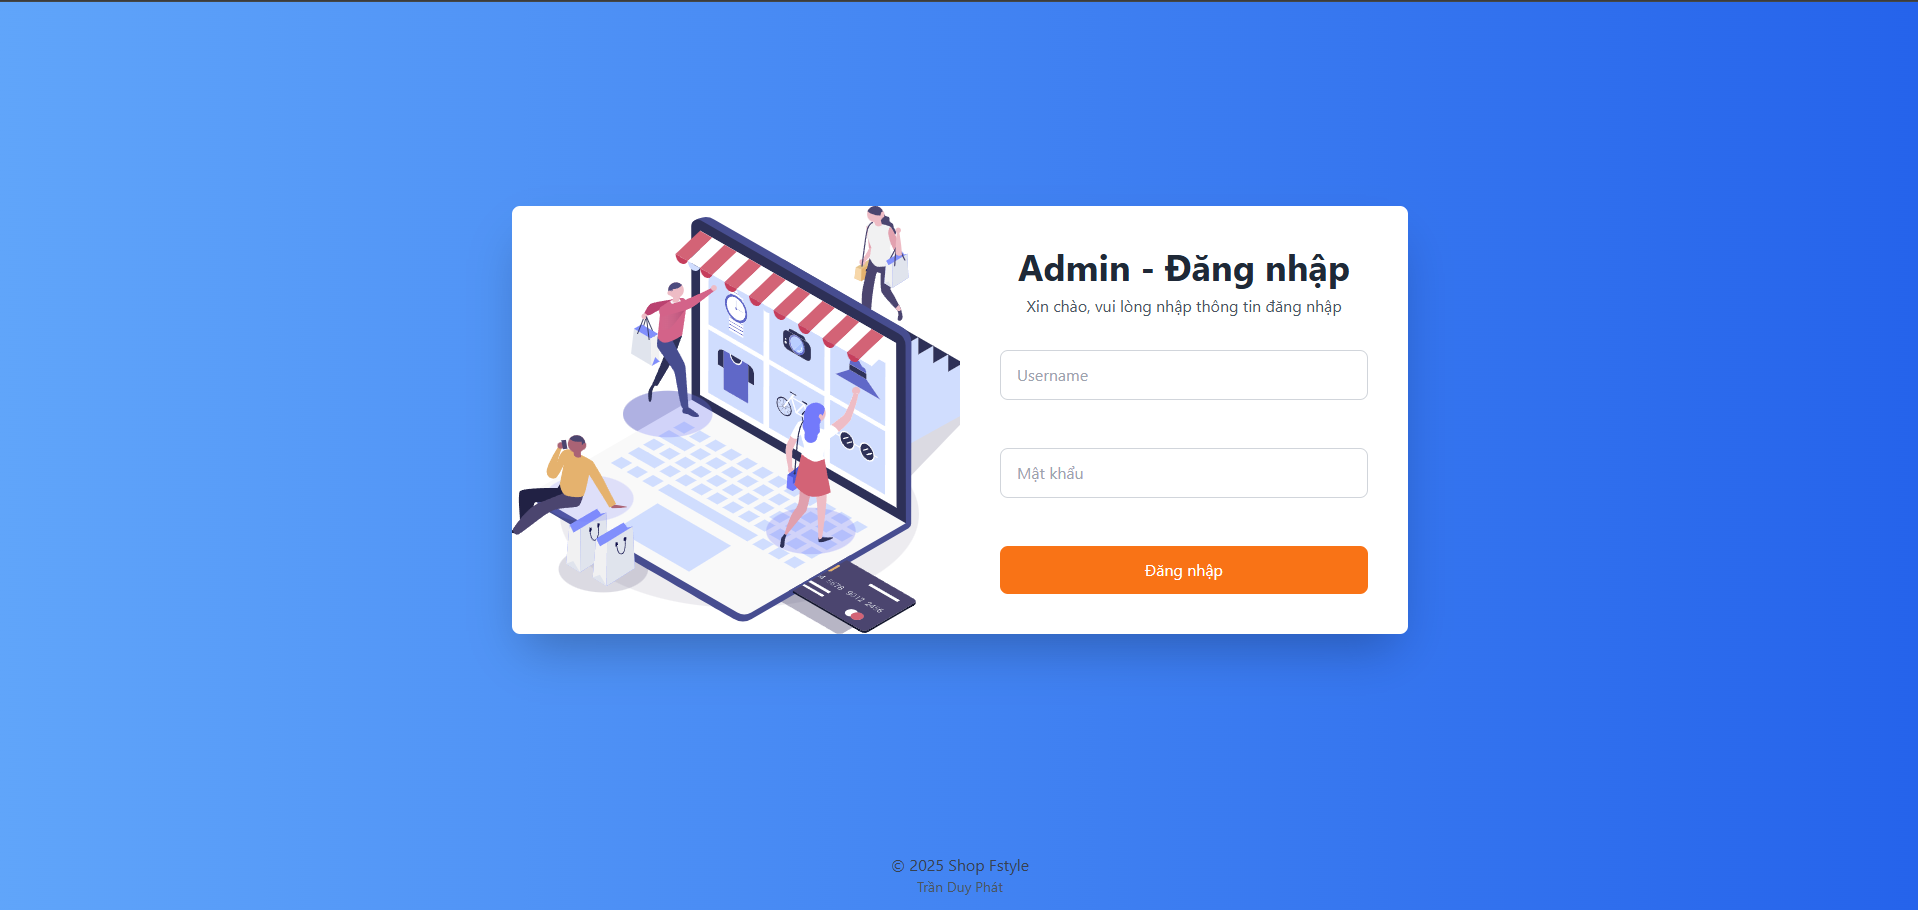 Admin - Đăng nhập
Xin chào, vui lòng nhập thông tin đăng nhập
Username
Mật khẩu
Đăng nhập
© 2025 Shop Fstyle
Trần Duy Phát